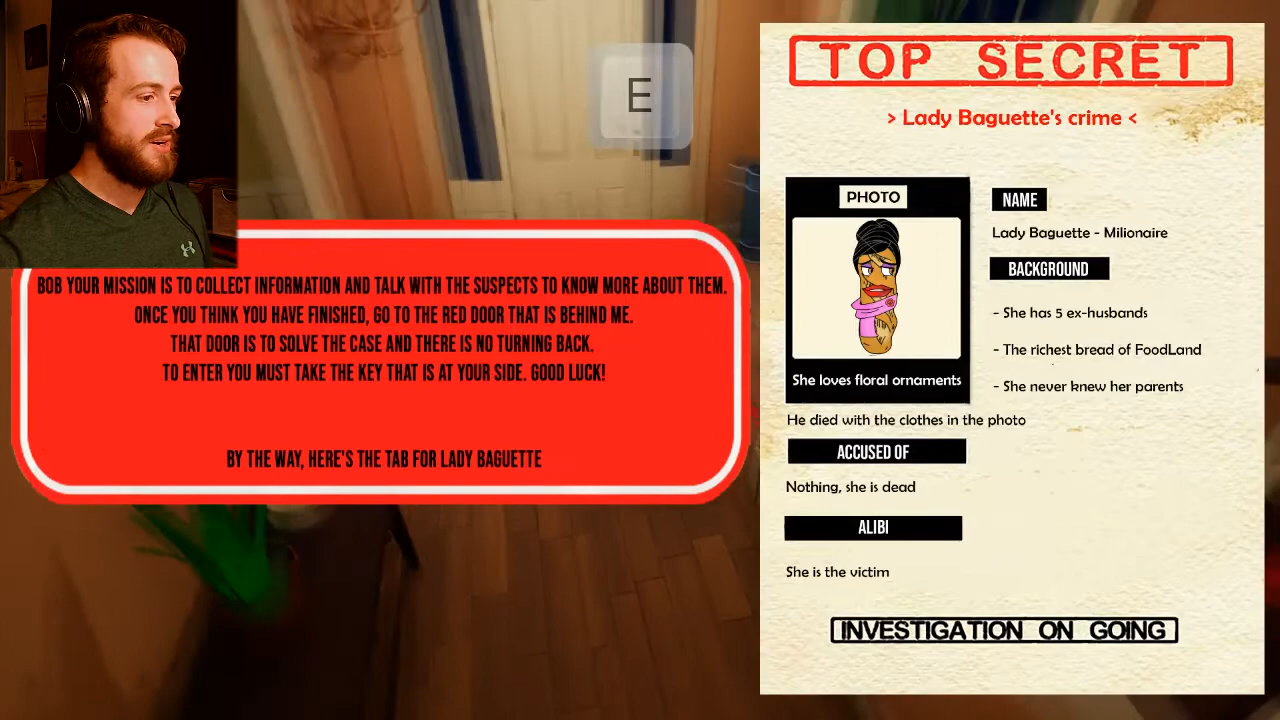 E
BOB YOUR MISSION IS TO COLLECT INFORMATION AND TALK WITH THE SUSPECTS TO KNOW MORE ABOUT THEM.
ONCE YOU THINK YOU HAVE FINISHED, GO TO THE RED DOOR THAT IS BEHIND ME.
THAT DOOR IS TO SOLVE THE CASE AND THERE IS NO TURNING BACK.
TO ENTER YOU MUST TAKE THE KEY THAT IS AT YOUR SIDE. GOOD LUCK!
BY THE WAY, HERE'S THE TAB FOR LADY BAGUETTE
TOP SECRET
> Lady Baguette's crime <
PHOTO
She loves floral ornaments
NAME
Lady Baguette - Milionaire
BACKGROUND
- She has 5 ex-husbands
- The richest bread of FoodLand
- She never knew her parents
He died with the clothes in the photo
ACCUSED OF
Nothing, she is dead
ALIBI
She is the victim
INVESTIGATION ON GOING